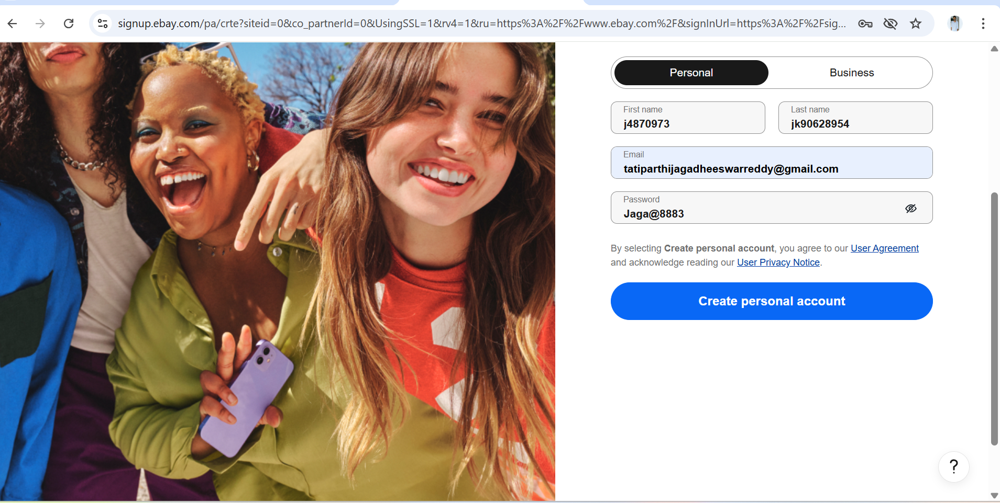 signup.ebay.com/pa/crte?siteid=0&co_partnerId=0&UsingSSL=1&rv4=1&ru=https%3A%2F%2Fwww.ebay.com%2F&signInUrl=https%3A%2F%2Fsig...
Personal Business
First name Last name
j4870973 jk90628954
Email
tatiparthijagadheeswarreddy@gmail.com
Password
Jaga@8883
By selecting Create personal account, you agree to our User Agreement
and acknowledge reading our User Privacy Notice.
Create personal account
?